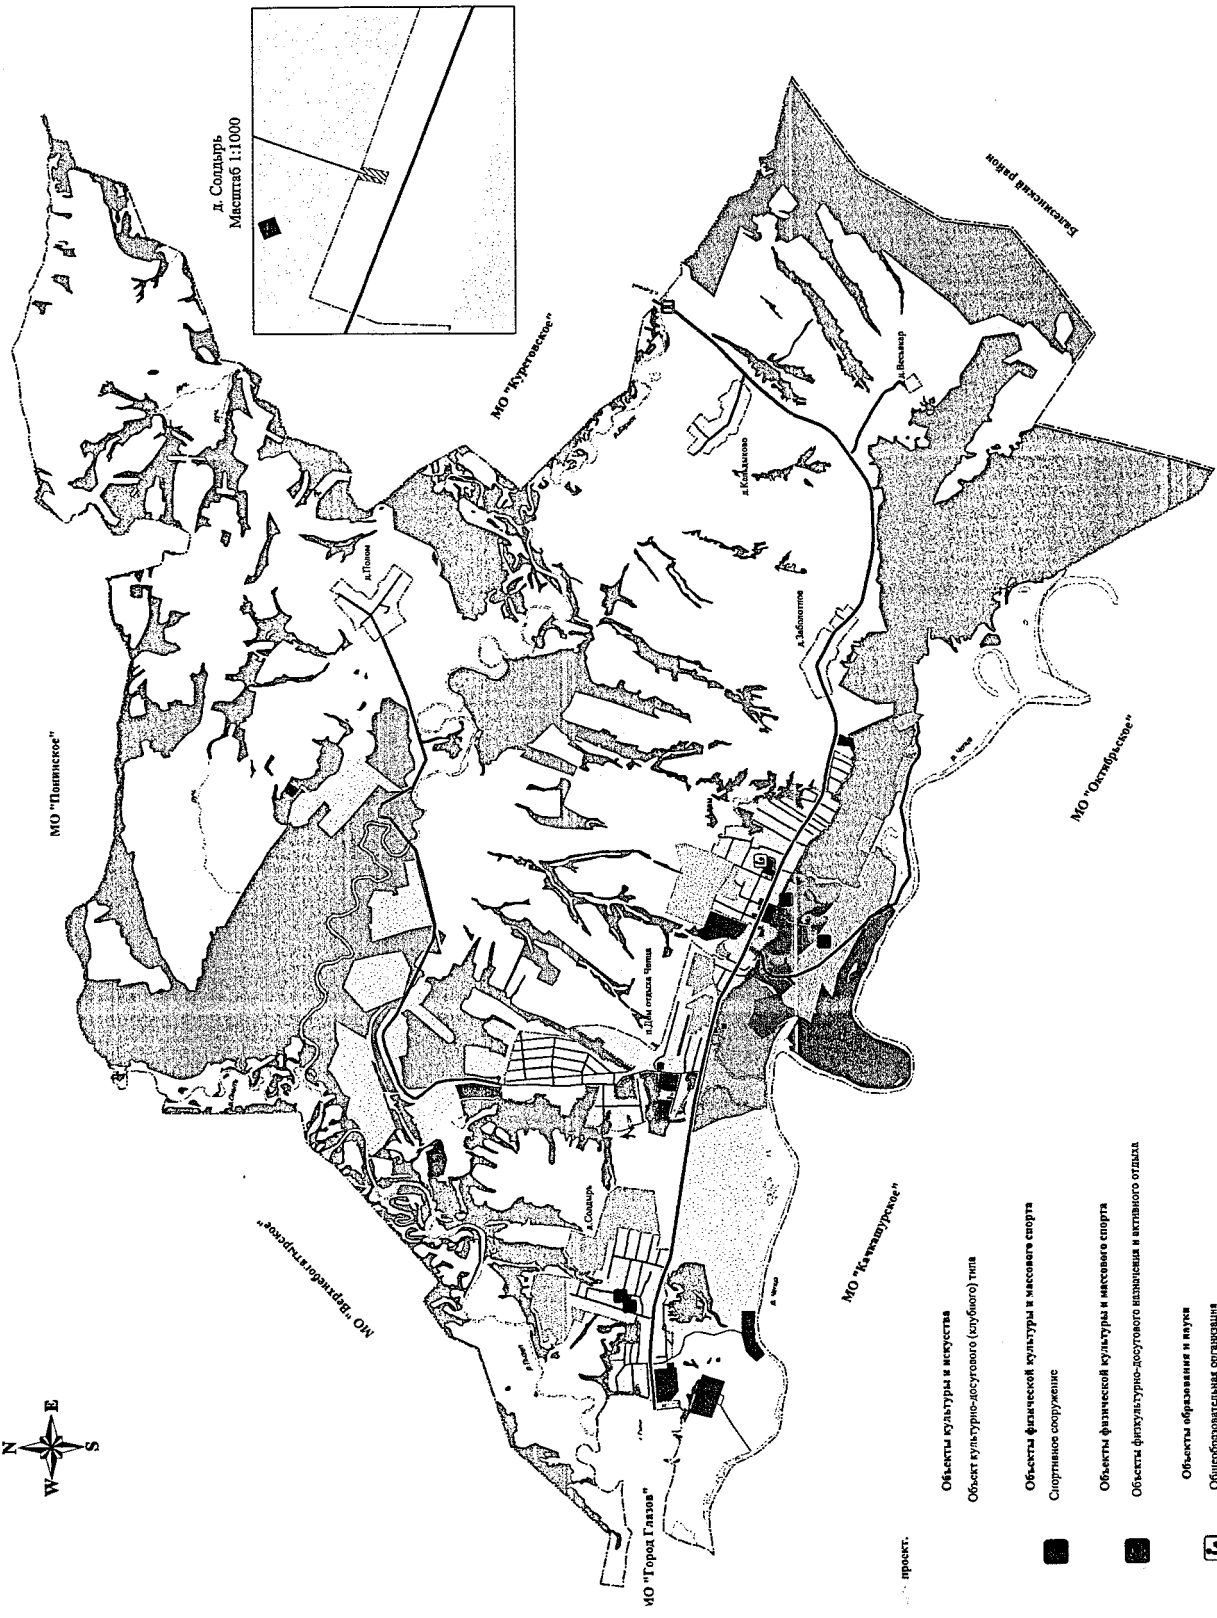 N
W E
S
МО "Понинское"
д. Солдырь
Масштаб 1:1000
МО "Куреговское"
Балезинский район
д. Полом
д. Кожиль
д. Весьякар
д. Заболотное
МО "Верхнебогатырское"
п. Дом отдыха Чепца
р. Чепца
МО "Октябрьское"
д. Солдырь
МО "Город Глазов"
р. Чепца
МО "Качкашурское"
проект.
Объекты культуры и искусства
Объект культурно-досугового (клубного) типа
Объекты физической культуры и массового спорта
Спортивное сооружение
Объекты физической культуры и массового спорта
Объекты физкультурно-досугового назначения и активного отдыха
Объекты образования и науки
Общеобразовательная организация